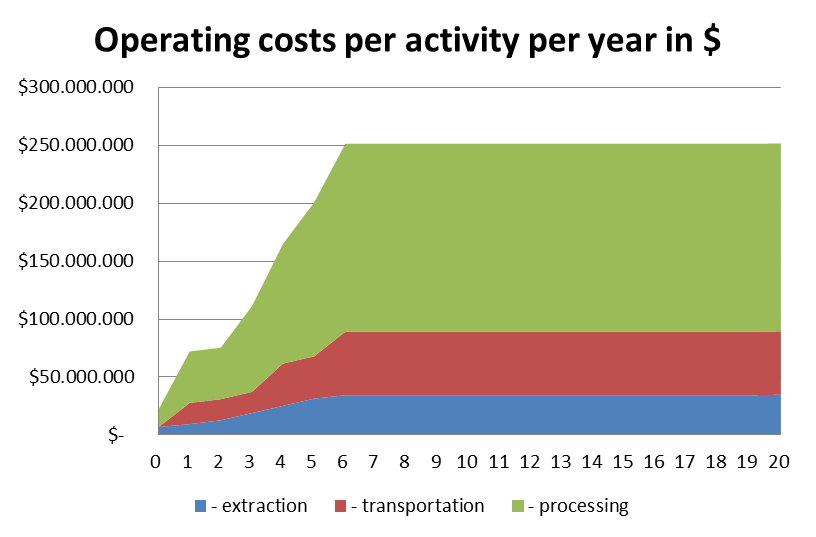 Operating costs per activity per year in $
$300.000.000
$250.000.000
$200.000.000
$150.000.000
$100.000.000
$50.000.000
$-
0 1 2 3 4 5 6 7 8 9 10 11 12 13 14 15 16 17 18 19 20
- extraction - transportation - processing